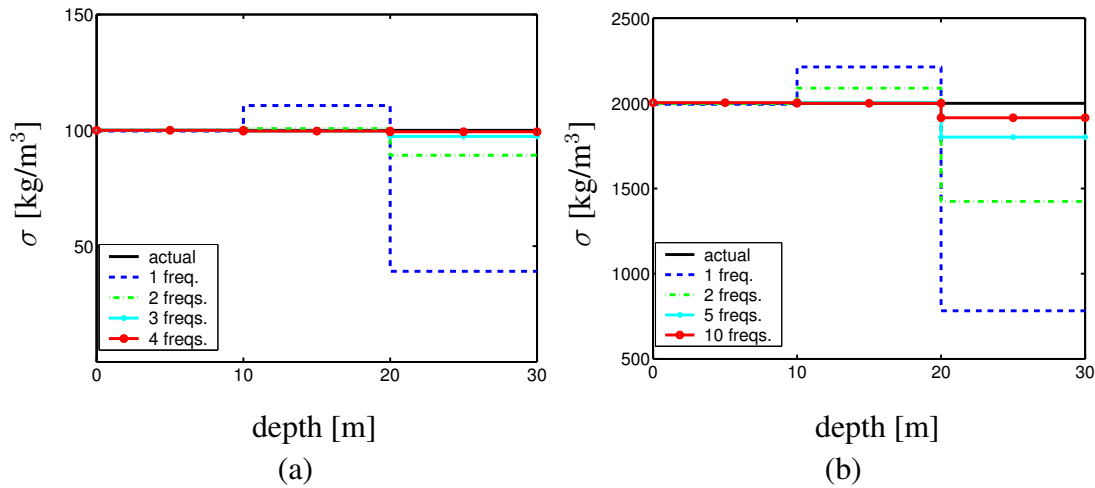 150
100
50
0
10
20
30
σ [kg/m³]
depth [m]
actual
1 freq.
2 freqs.
3 freqs.
4 freqs.
(a)
2500
2000
1500
1000
500
0
10
20
30
σ [kg/m³]
depth [m]
actual
1 freq.
2 freqs.
5 freqs.
10 freqs.
(b)